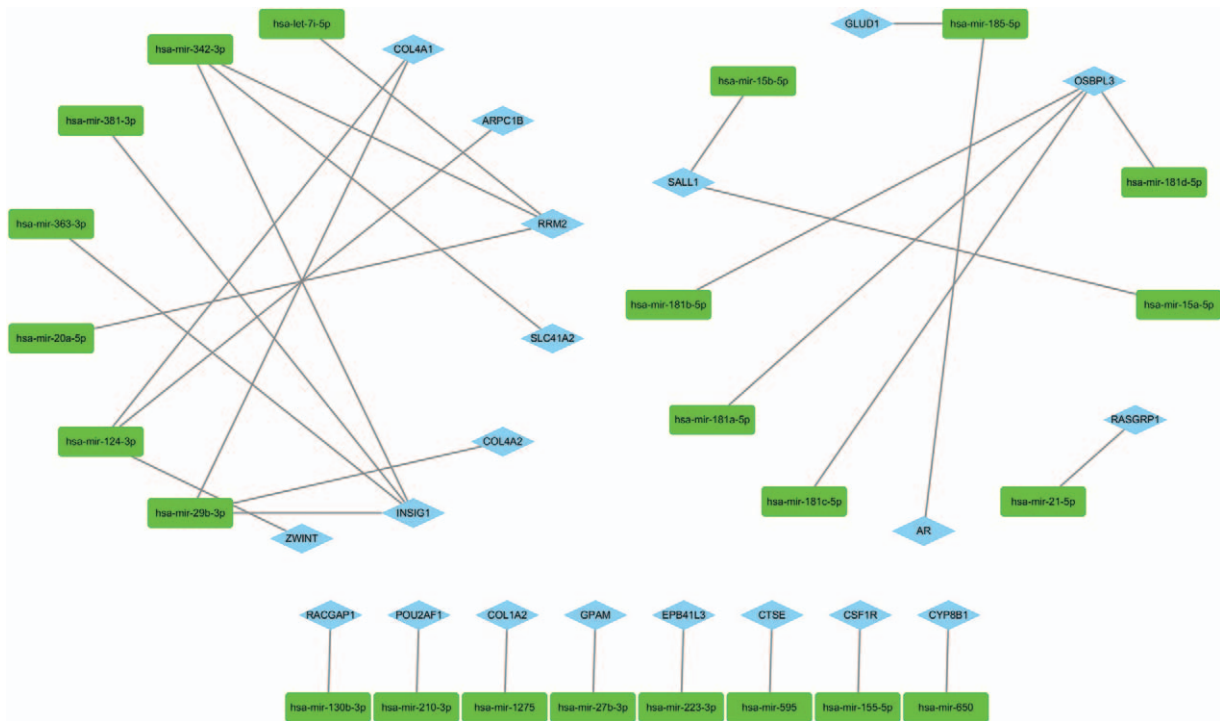 hsa-let-7i-5p
GLUD1
hsa-mir-185-5p
hsa-mir-342-3p
COL4A1
hsa-mir-15b-5p
OSBPL3
hsa-mir-381-3p
ARPC1B
SALL1
hsa-mir-181d-5p
hsa-mir-363-3p
RRM2
hsa-mir-181b-5p
hsa-mir-15a-5p
hsa-mir-20a-5p
SLC41A2
hsa-mir-181a-5p
RASGRP1
hsa-mir-124-3p
COL4A2
hsa-mir-181c-5p
hsa-mir-21-5p
hsa-mir-29b-3p
INSIG1
ZWINT
AR
RACGAP1
POU2AF1
COL1A2
GPAM
EPB41L3
CTSE
CSF1R
CYP8B1
hsa-mir-130b-3p
hsa-mir-210-3p
hsa-mir-1275
hsa-mir-27b-3p
hsa-mir-223-3p
hsa-mir-595
hsa-mir-155-5p
hsa-mir-650